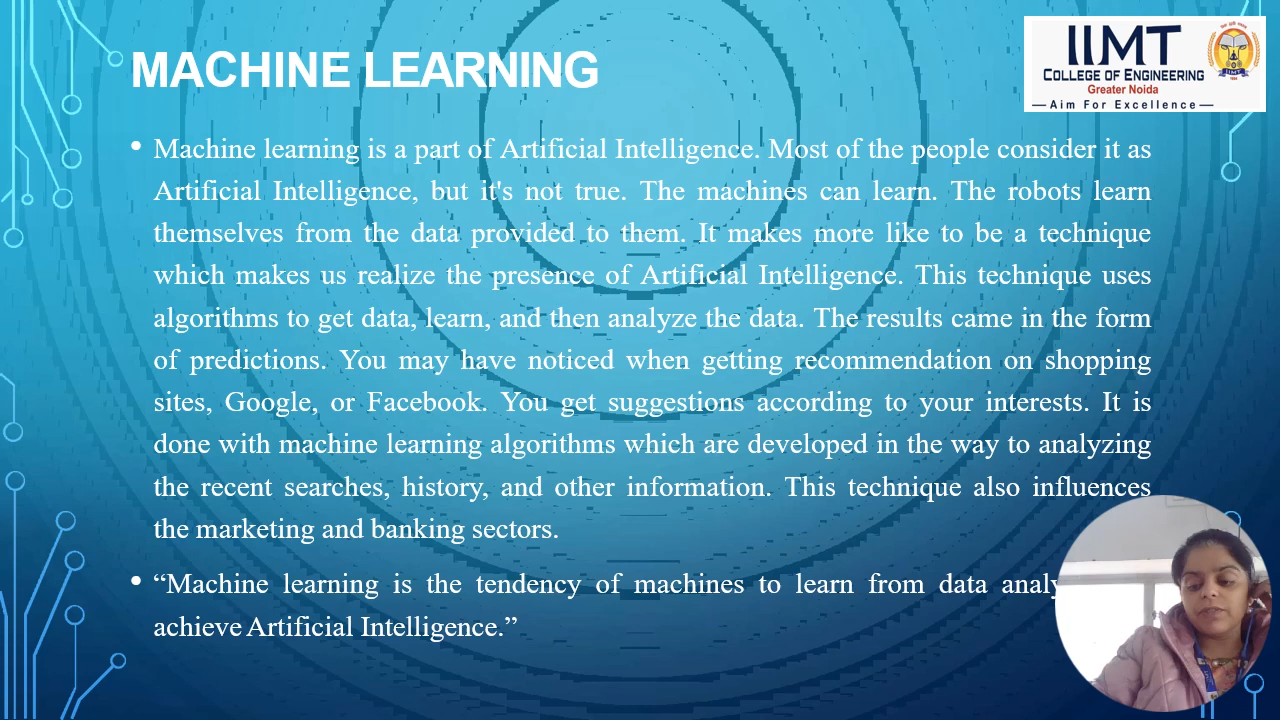 MACHINE LEARNING
IIMT
COLLEGE OF ENGINEERING
Greater Noida
Aim For Excellence
• Machine learning is a part of Artificial Intelligence. Most of the people consider it as
Artificial Intelligence, but it's not true. The machines can learn. The robots learn
themselves from the data provided to them. It makes more like to be a technique
which makes us realize the presence of Artificial Intelligence. This technique uses
algorithms to get data, learn, and then analyze the data. The results came in the form
of predictions. You may have noticed when getting recommendation on shopping
sites, Google, or Facebook. You get suggestions according to your interests. It is
done with machine learning algorithms which are developed in the way to analyzing
the recent searches, history, and other information. This technique also influences
the marketing and banking sectors.
• “Machine learning is the tendency of machines to learn from data
achieve Artificial Intelligence.”